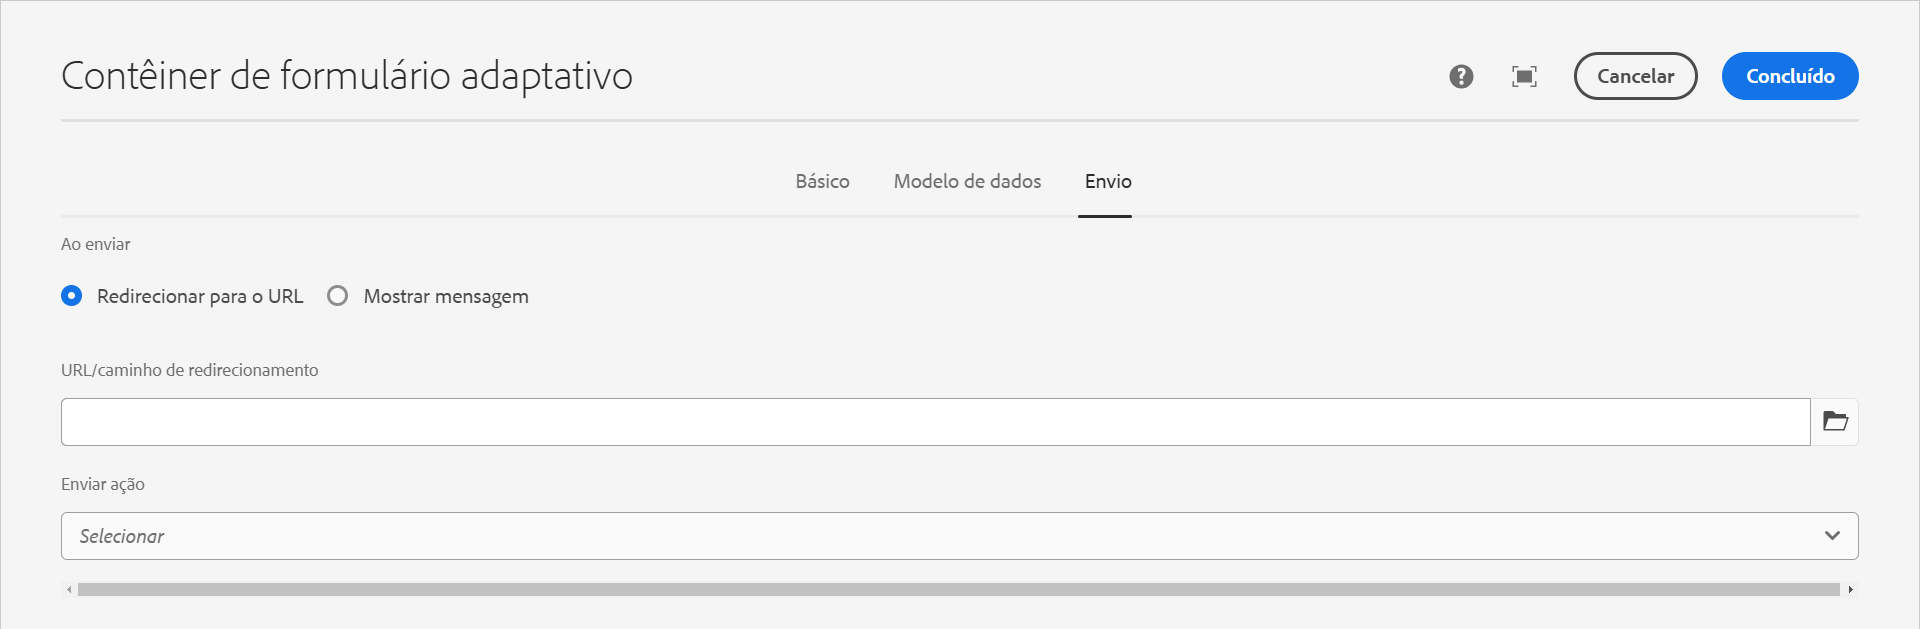 Contêiner de formulário adaptativo
Cancelar
Concluído
Básico
Modelo de dados
Envio
Ao enviar
Redirecionar para o URL
Mostrar mensagem
URL/caminho de redirecionamento
Enviar ação
Selecionar